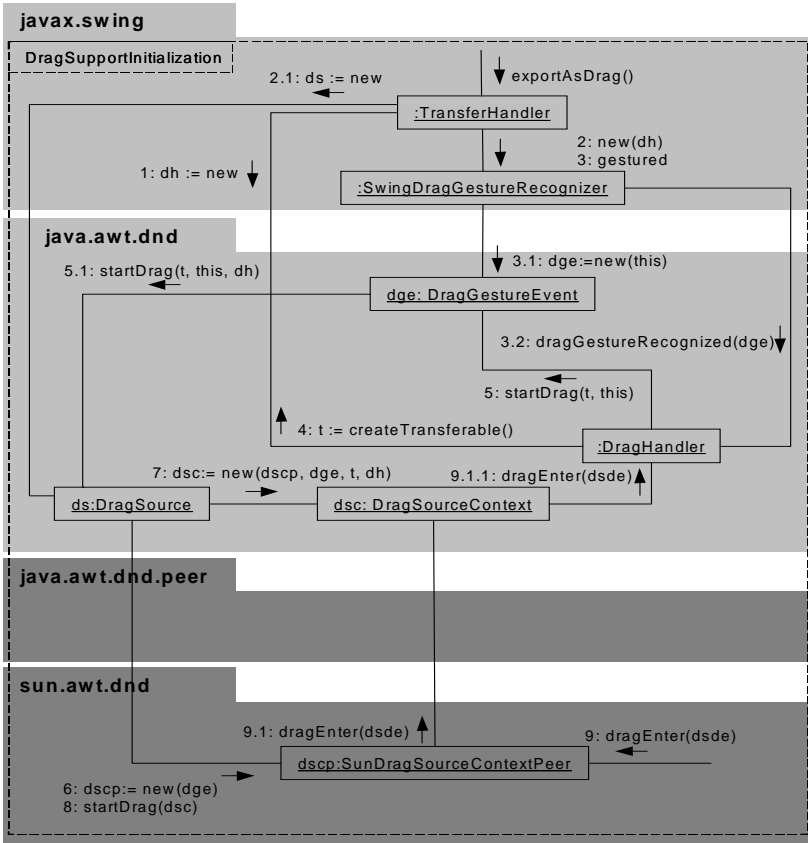 javax.swing
DragSupportInitialization
2.1: ds := new
exportAsDrag()
:TransferHandler
2: new(dh)
3: gestured
1: dh := new
:SwingDragGestureRecognizer
java.awt.dnd
3.1: dge:=new(this)
5.1: startDrag(t, this, dh)
dge: DragGestureEvent
3.2: dragGestureRecognized(dge)
5: startDrag(t, this)
4: t := createTransferable()
:DragHandler
7: dsc:= new(dscp, dge, t, dh)
9.1.1: dragEnter(dsde)
ds:DragSource
dsc: DragSourceContext
java.awt.dnd.peer
sun.awt.dnd
9.1: dragEnter(dsde)
9: dragEnter(dsde)
dscp:SunDragSourceContextPeer
6: dscp:= new(dge)
8: startDrag(dsc)